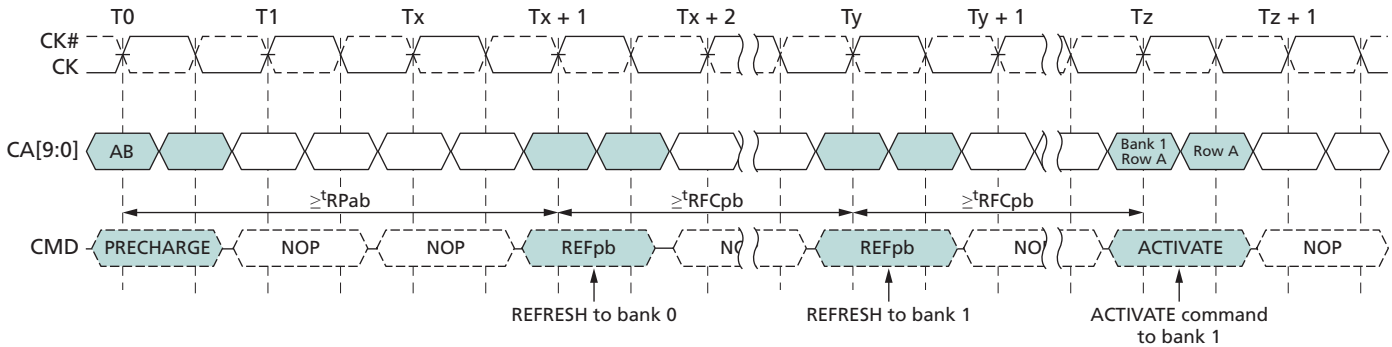 T0 T1 Tx Tx + 1 Tx + 2 Ty Ty + 1 Tz Tz + 1
CK#
CK
CA[9:0] AB Bank 1 Row A Row A
≥tRPab ≥tRFCpb ≥tRFCpb
CMD PRECHARGE NOP NOP REFpb REFpb ACTIVATE NOP
REFRESH to bank 0 REFRESH to bank 1 ACTIVATE command
to bank 1